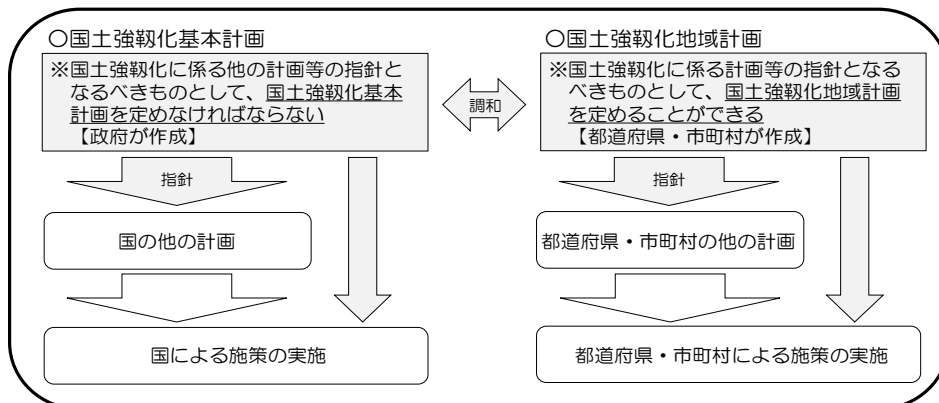 〇国土強靱化基本計画
※国土強靱化に係る他の計画等の指針と
なるべきものとして、国土強靱化基本
計画を定めなければならない
【政府が作成】
調和
〇国土強靱化地域計画
※国土強靱化に係る計画等の指針となる
べきものとして、国土強靱化地域計画
を定めることができる
【都道府県・市町村が作成】
指針
国の他の計画
国による施策の実施
指針
都道府県・市町村の他の計画
都道府県・市町村による施策の実施